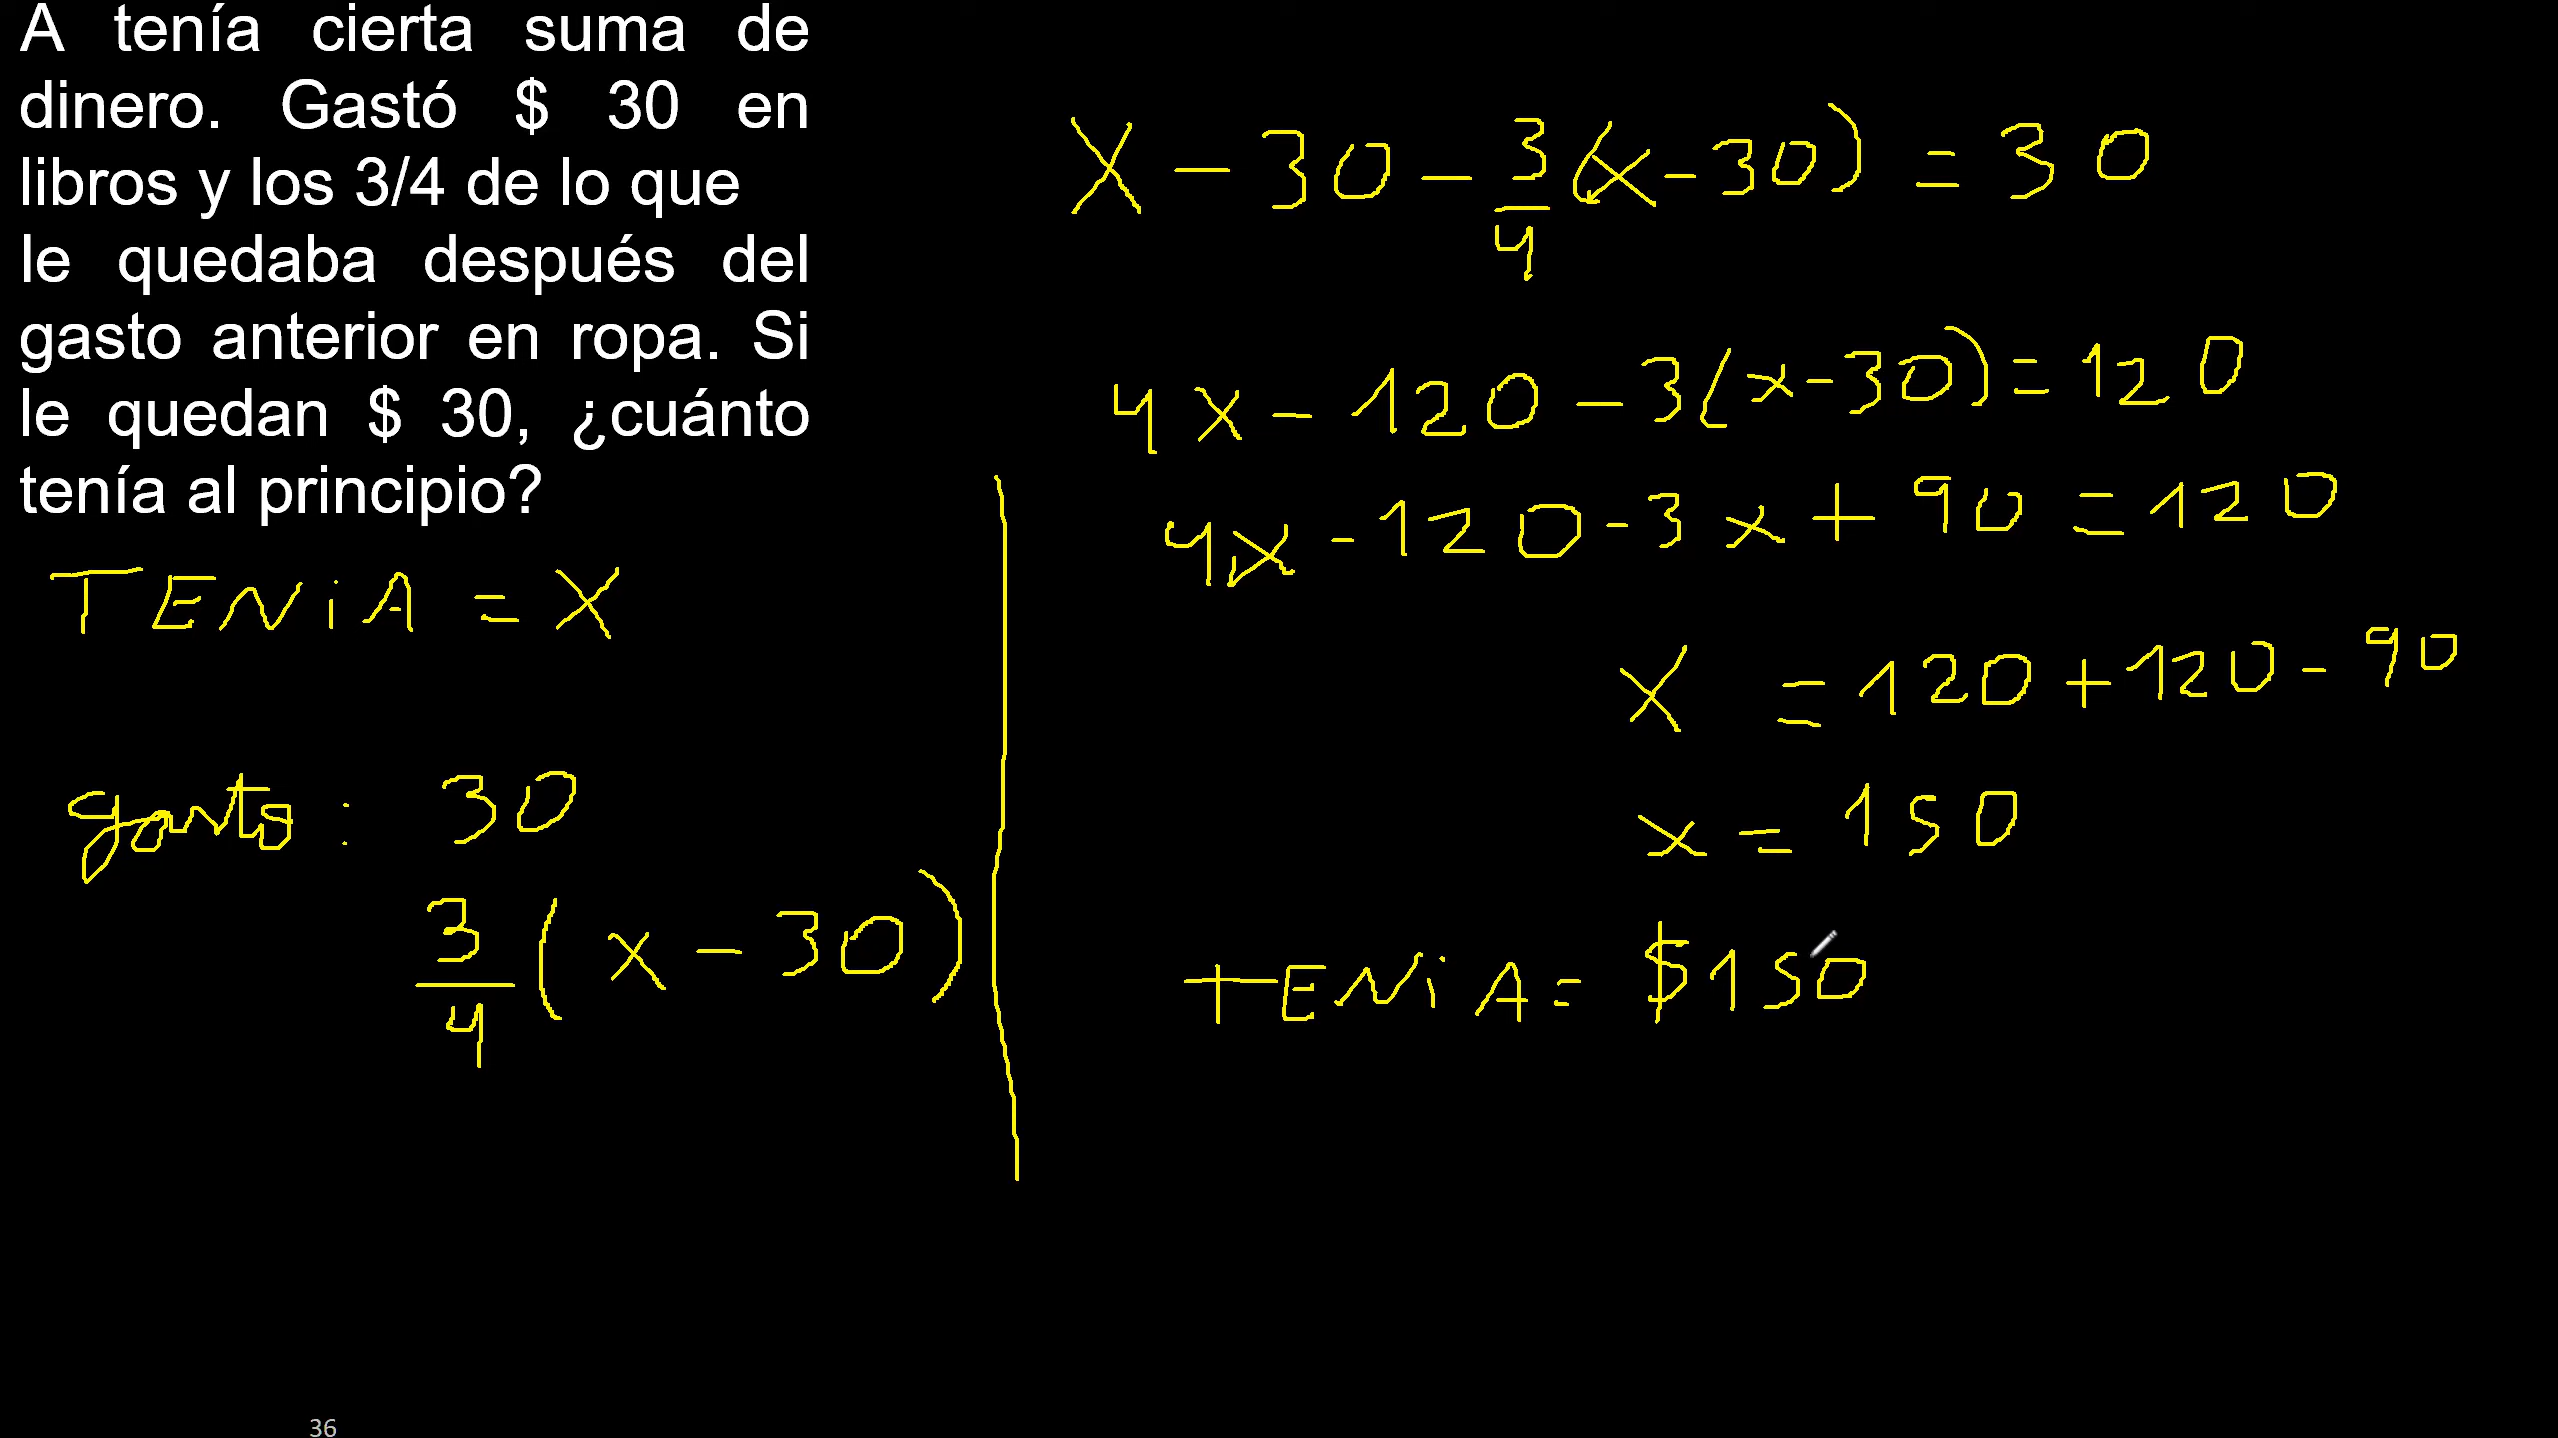 A tenía cierta suma de
dinero. Gastó $ 30 en
libros y los 3/4 de lo que
le quedaba después del
gasto anterior en ropa. Si
le quedan $ 30, ¿cuánto
tenía al principio?
TENiA = X
gasto : 30
3/4 (x - 30)
X - 30 - 3/4 (x - 30) = 30
4x - 120 - 3(x - 30) = 120
4x - 120 - 3x + 90 = 120
X = 120 + 120 - 90
x = 150
tENiA = $150
36